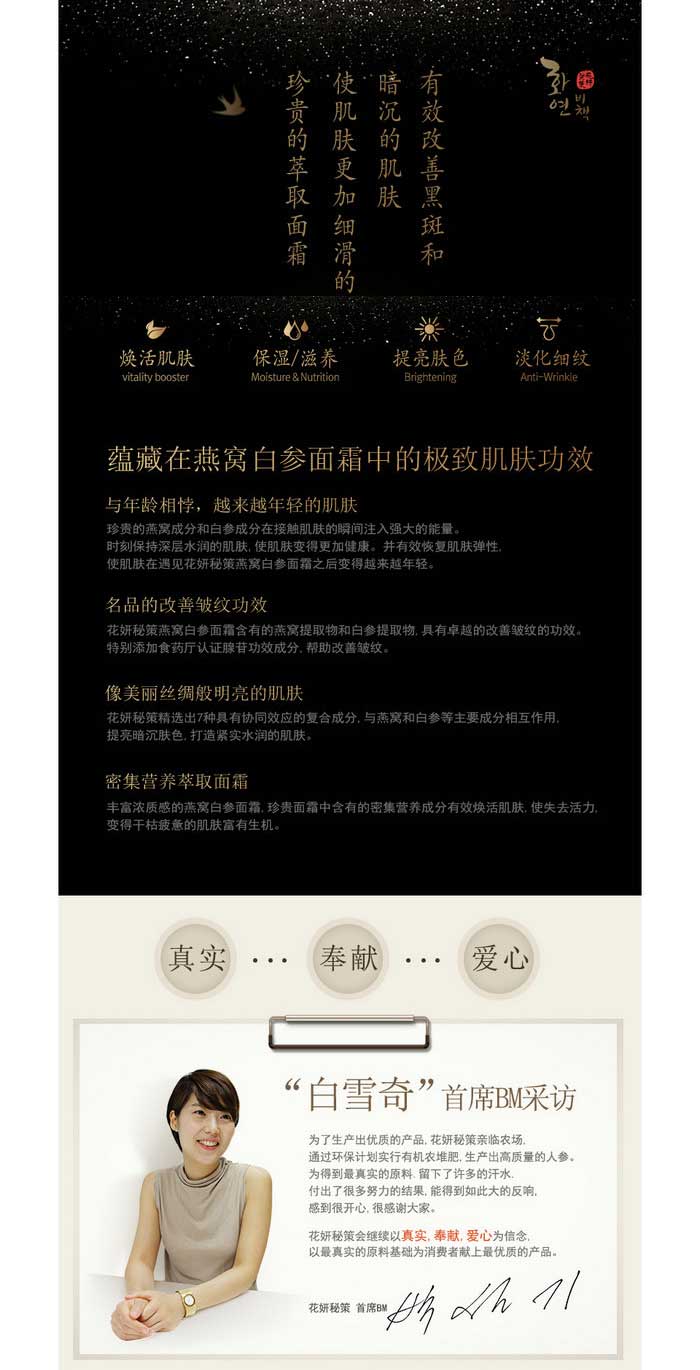 有效改善黑斑和
暗沉的肌肤
使肌肤更加细滑的
珍贵的萃取面霜
화연
비책
焕活肌肤
vitality booster
保湿/滋养
Moisture & Nutrition
提亮肤色
Brightening
淡化细纹
Anti-Wrinkle
蕴藏在燕窝白参面霜中的极致肌肤功效
与年龄相悖，越来越年轻的肌肤
珍贵的燕窝成分和白参成分在接触肌肤的瞬间注入强大的能量。
时刻保持深层水润的肌肤, 使肌肤变得更加健康。并有效恢复肌肤弹性,
使肌肤在遇见花妍秘策燕窝白参面霜之后变得越来越年轻。
名品的改善皱纹功效
花妍秘策燕窝白参面霜含有的燕窝提取物和白参提取物, 具有卓越的改善皱纹的功效。
特别添加食药厅认证腺苷功效成分, 帮助改善皱纹。
像美丽丝绸般明亮的肌肤
花妍秘策精选出7种具有协同效应的复合成分, 与燕窝和白参等主要成分相互作用,
提亮暗沉肤色, 打造紧实水润的肌肤。
密集营养萃取面霜
丰富浓质感的燕窝白参面霜, 珍贵面霜中含有的密集营养成分有效焕活肌肤, 使失去活力,
变得干枯疲惫的肌肤富有生机。
真实 ... 奉献 ... 爱心
“白雪奇”首席BM采访
为了生产出优质的产品, 花妍秘策亲临农场,
通过环保计划实行有机农堆肥, 生产出高质量的人参。
为得到最真实的原料. 留下了许多的汗水.
付出了很多努力的结果, 能得到如此大的反响,
感到很开心, 很感谢大家。
花妍秘策会继续以真实, 奉献, 爱心为信念,
以最真实的原料基础为消费者献上最优质的产品。
花妍秘策 首席BM